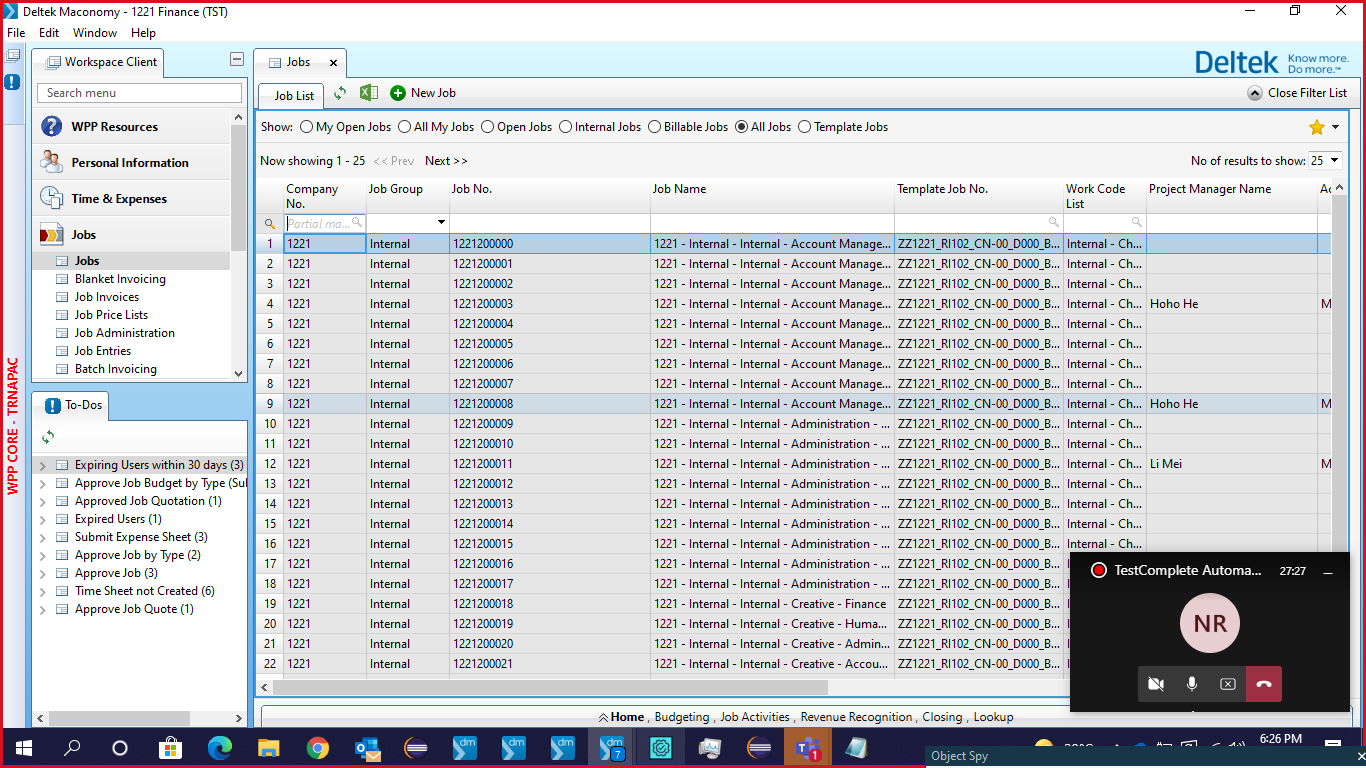 Deltek Maconomy - 1221 Finance (TST)
File Edit Window Help
Workspace Client
Search menu
WPP Resources
Personal Information
Time & Expenses
Jobs
Jobs
Blanket Invoicing
Job Invoices
Job Price Lists
Job Administration
Job Entries
Batch Invoicing
WPP CORE - TRNAPAC
To-Dos
Expiring Users within 30 days (3)
Approve Job Budget by Type (Sul
Approved Job Quotation (1)
Expired Users (1)
Submit Expense Sheet (3)
Approve Job by Type (2)
Approve Job (3)
Time Sheet not Created (6)
Approve Job Quote (1)
Jobs
Deltek Know more. Do more.™
Job List New Job Close Filter List
Show: My Open Jobs All My Jobs Open Jobs Internal Jobs Billable Jobs All Jobs Template Jobs
Now showing 1 - 25 << Prev Next >> No of results to show: 25
Company No. Job Group Job No. Job Name Template Job No. Work Code List Project Manager Name Ac
Partial ma...
1 1221 Internal 1221200000 1221 - Internal - Internal - Account Manage... ZZ1221_RI102_CN-00_D000_B... Internal - Ch...
2 1221 Internal 1221200001 1221 - Internal - Internal - Account Manage... ZZ1221_RI102_CN-00_D000_B... Internal - Ch...
3 1221 Internal 1221200002 1221 - Internal - Internal - Account Manage... ZZ1221_RI102_CN-00_D000_B... Internal - Ch...
4 1221 Internal 1221200003 1221 - Internal - Internal - Account Manage... ZZ1221_RI102_CN-00_D000_B... Internal - Ch... Hoho He M
5 1221 Internal 1221200004 1221 - Internal - Internal - Account Manage... ZZ1221_RI102_CN-00_D000_B... Internal - Ch...
6 1221 Internal 1221200005 1221 - Internal - Internal - Account Manage... ZZ1221_RI102_CN-00_D000_B... Internal - Ch...
7 1221 Internal 1221200006 1221 - Internal - Internal - Account Manage... ZZ1221_RI102_CN-00_D000_B... Internal - Ch...
8 1221 Internal 1221200007 1221 - Internal - Internal - Account Manage... ZZ1221_RI102_CN-00_D000_B... Internal - Ch...
9 1221 Internal 1221200008 1221 - Internal - Internal - Account Manage... ZZ1221_RI102_CN-00_D000_B... Internal - Ch... Hoho He M
10 1221 Internal 1221200009 1221 - Internal - Internal - Administration - ... ZZ1221_RI102_CN-00_D000_B... Internal - Ch...
11 1221 Internal 1221200010 1221 - Internal - Internal - Administration - ... ZZ1221_RI102_CN-00_D000_B... Internal - Ch...
12 1221 Internal 1221200011 1221 - Internal - Internal - Administration - ... ZZ1221_RI102_CN-00_D000_B... Internal - Ch... Li Mei M
13 1221 Internal 1221200012 1221 - Internal - Internal - Administration - ... ZZ1221_RI102_CN-00_D000_B... Internal - Ch...
14 1221 Internal 1221200013 1221 - Internal - Internal - Administration - ... ZZ1221_RI102_CN-00_D000_B... Internal - Ch...
15 1221 Internal 1221200014 1221 - Internal - Internal - Administration - ... ZZ1221_RI102_CN-00_D000_B... Internal - Ch...
16 1221 Internal 1221200015 1221 - Internal - Internal - Administration - ... ZZ1221_RI102_CN-00_D000_B... Internal - Ch...
17 1221 Internal 1221200016 1221 - Internal - Internal - Administration - ... ZZ1221_RI102_CN-00_D000_B...
18 1221 Internal 1221200017 1221 - Internal - Internal - Administration - ... ZZ1221_RI102_CN-00_D000_B...
19 1221 Internal 1221200018 1221 - Internal - Internal - Creative - Finance ZZ1221_RI102_CN-00_D000_B...
20 1221 Internal 1221200019 1221 - Internal - Internal - Creative - Huma... ZZ1221_RI102_CN-00_D000_B...
21 1221 Internal 1221200020 1221 - Internal - Internal - Creative - Admin... ZZ1221_RI102_CN-00_D000_B...
22 1221 Internal 1221200021 1221 - Internal - Internal - Creative - Accou... ZZ1221_RI102_CN-00_D000_B...
TestComplete Automa... 27:27
NR
Home , Budgeting , Job Activities , Revenue Recognition , Closing , Lookup
dm dm dm dm 7 1
6:26 PM
Object Spy